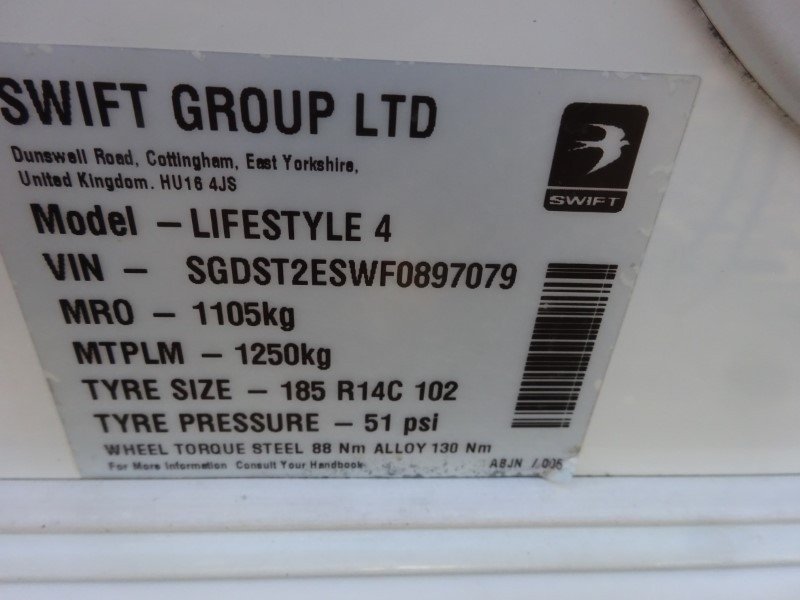 SWIFT GROUP LTD
Dunswell Road, Cottingham, East Yorkshire,
United Kingdom. HU16 4JS
SWIFT
Model - LIFESTYLE 4
VIN - SGDST2ESWF0897079
MRO - 1105kg
MTPLM - 1250kg
TYRE SIZE - 185 R14C 102
TYRE PRESSURE - 51 psi
WHEEL TORQUE STEEL 88 Nm ALLOY 130 Nm
For More Information Consult Your Handbook
ABJN